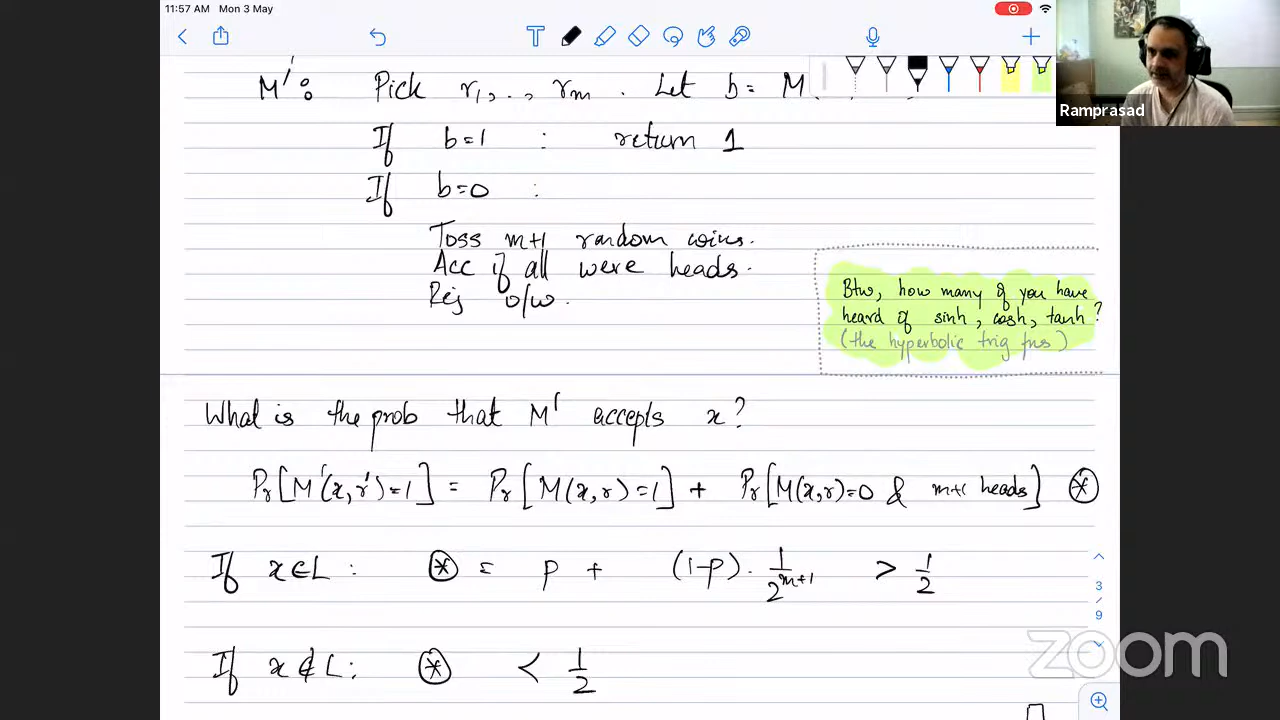 11:57 AM Mon 3 May
M' : Pick r1, . , rm . Let b = M
If b=1 : return 1
If b=0 :
Toss m+1 random coins.
Acc if all were heads.
Rej o/w.
Btw, how many of you have
heard of sinh, cosh, tanh?
(the hyperbolic trig fns)
What is the prob that M' accepts x?
Pr[M'(x,r')=1] = Pr[M(x,r)=1] + Pr[M(x,r)=0 & m+1 heads] ⊛
If x∈L : ⊛ = p + (1-p) . 1/2^(m+1) > 1/2
If x∉L : ⊛ < 1/2
Ramprasad
3
9
zoom